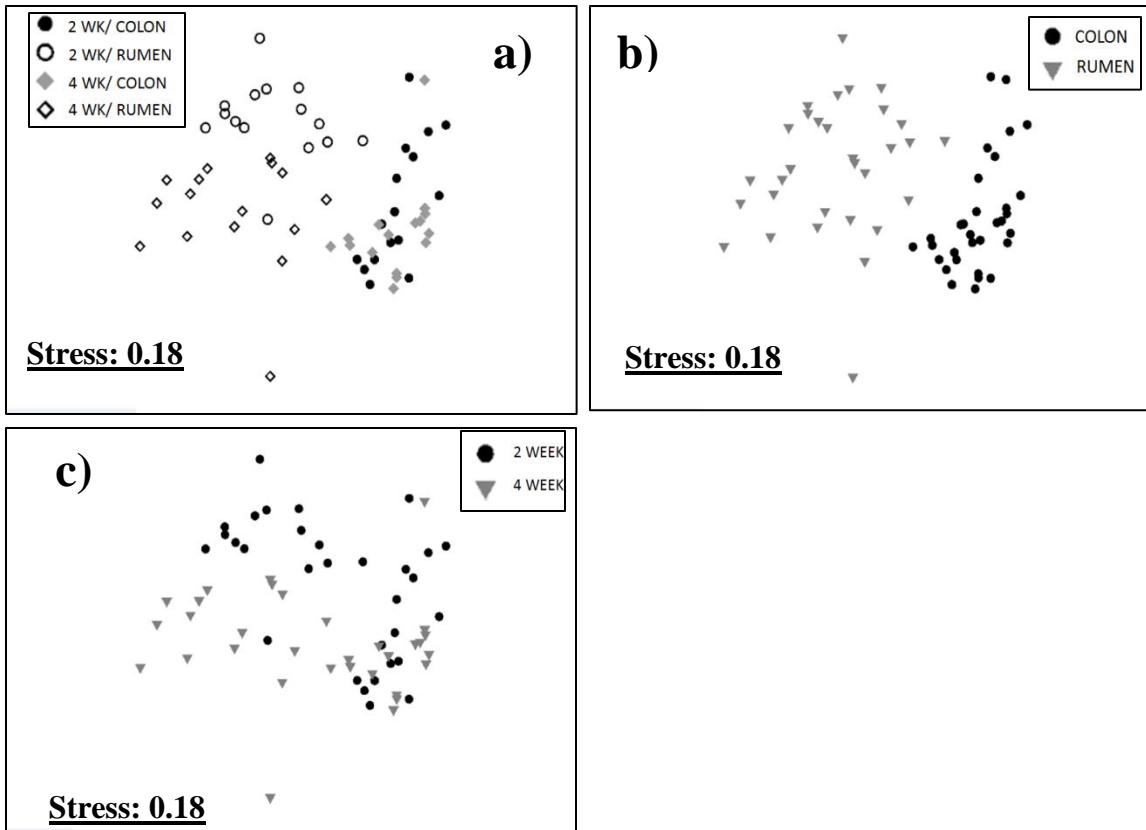 2 WK/ COLON
2 WK/ RUMEN
4 WK/ COLON
4 WK/ RUMEN
a)
Stress: 0.18
b)
COLON
RUMEN
Stress: 0.18
c)
2 WEEK
4 WEEK
Stress: 0.18